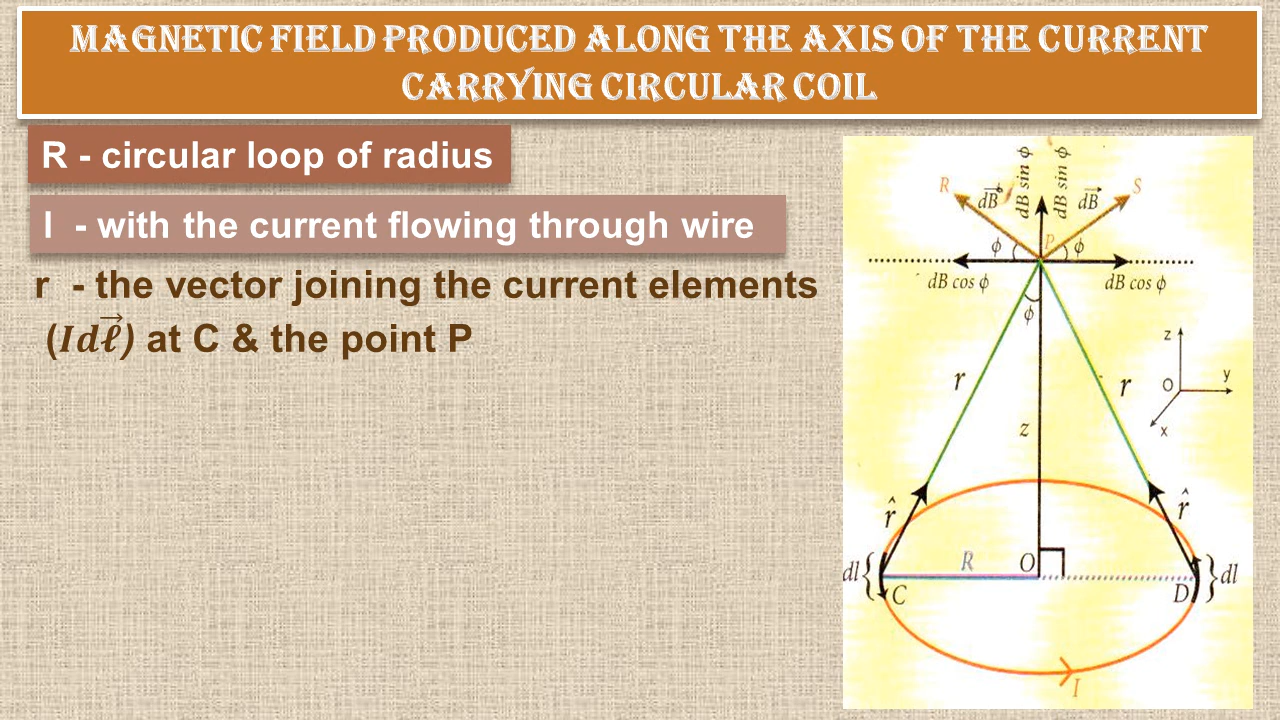 MAGNETIC FIELD PRODUCED ALONG THE AXIS OF THE CURRENT
CARRYING CIRCULAR COIL
R - circular loop of radius
I - with the current flowing through wire
r - the vector joining the current elements
(Idℓ⃗) at C & the point P
dB sin ϕ
dB sin ϕ
R
dB⃗
dB⃗
S
P
ϕ
ϕ
dB cos ϕ
dB cos ϕ
ϕ
z
r
r
O
y
x
z
r̂
r̂
dl
R
O
dl
C
D
I